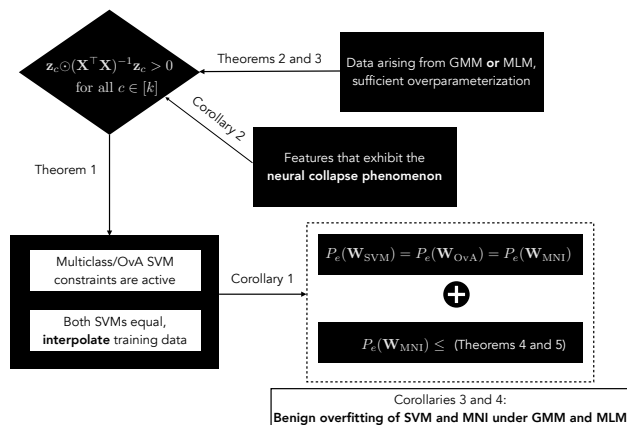 z_c ⊙ (X^⊤X)^{-1} z_c > 0
for all c ∈ [k]
Theorems 2 and 3
Data arising from GMM or MLM,
sufficient overparameterization
Corollary 2
Features that exhibit the
neural collapse phenomenon
Theorem 1
Multiclass/OvA SVM
constraints are active
Both SVMs equal,
interpolate training data
Corollary 1
P_e(W_SVM) = P_e(W_OvA) = P_e(W_MNI)
+
P_e(W_MNI) ≤ (Theorems 4 and 5)
Corollaries 3 and 4:
Benign overfitting of SVM and MNI under GMM and MLM